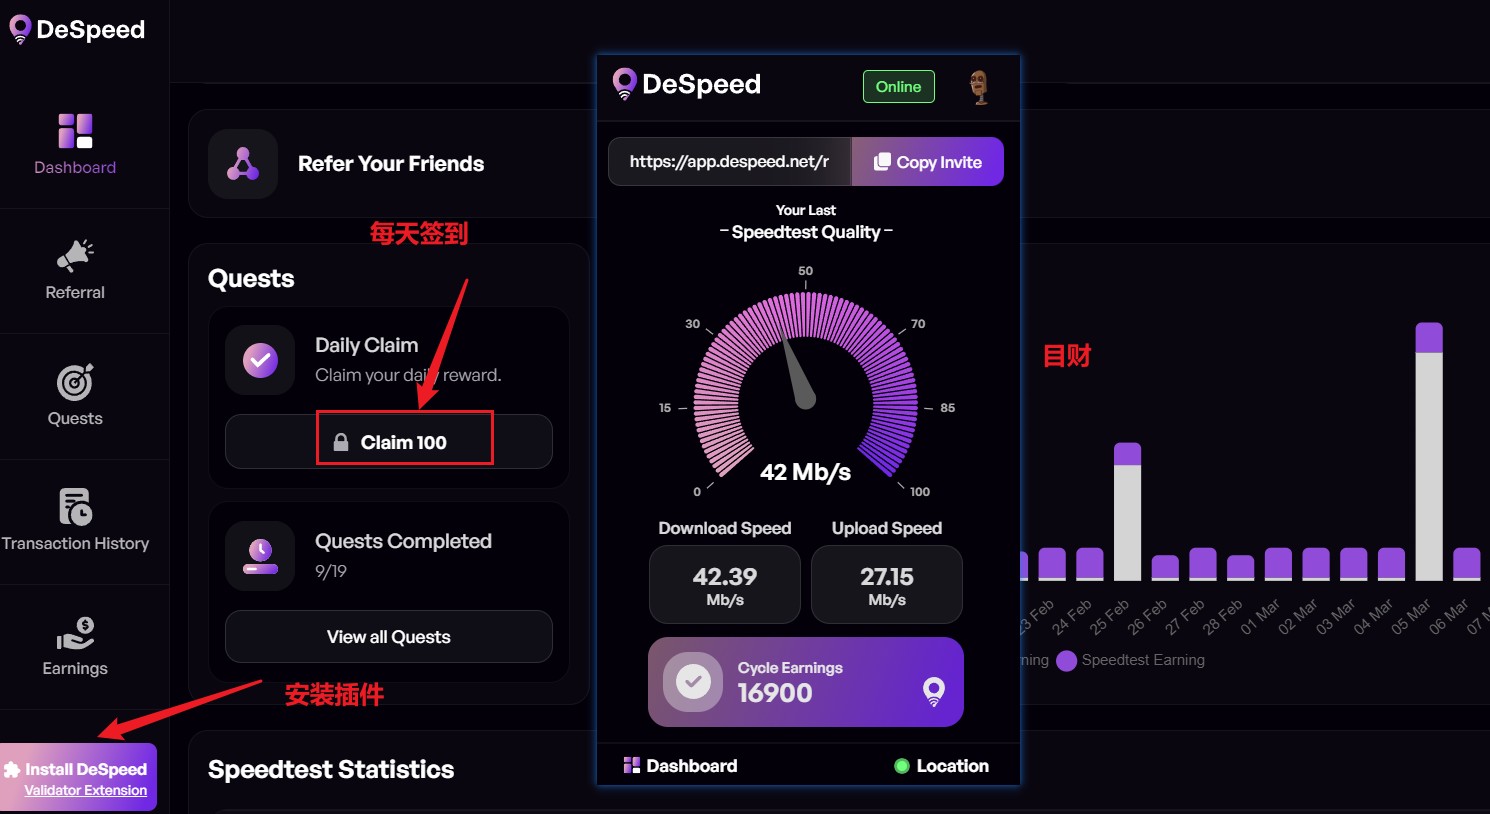 DeSpeed
Dashboard
Referral
Quests
Transaction History
Earnings
Install DeSpeed
Validator Extension
Refer Your Friends
每天签到
Quests
Daily Claim
Claim your daily reward.
Claim 100
Quests Completed
9/19
View all Quests
安装插件
Speedtest Statistics
DeSpeed
Online
https://app.despeed.net/r
Copy Invite
Your Last
Speedtest Quality
50
30
70
15
85
0
100
42 Mb/s
Download Speed
Upload Speed
42.39
Mb/s
27.15
Mb/s
Cycle Earnings
16900
Dashboard
Location
目财
23 Feb
24 Feb
25 Feb
26 Feb
27 Feb
28 Feb
01 Mar
02 Mar
03 Mar
04 Mar
05 Mar
06 Mar
07
Speedtest Earning